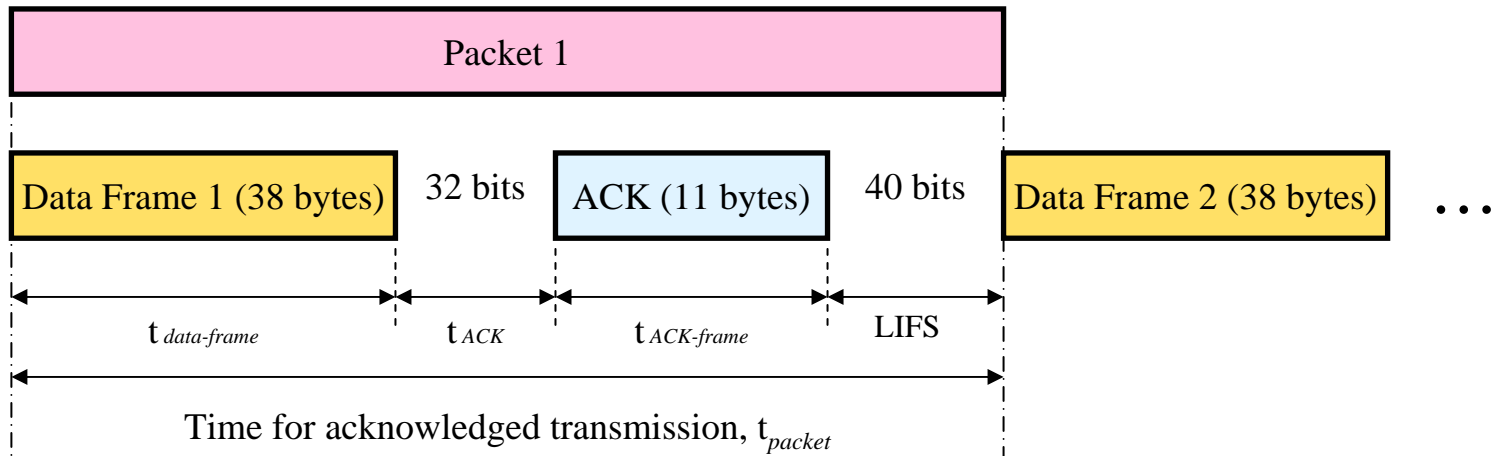 Packet 1
Data Frame 1 (38 bytes) 32 bits ACK (11 bytes) 40 bits Data Frame 2 (38 bytes) ...
t data-frame t ACK t ACK-frame LIFS
Time for acknowledged transmission, t packet